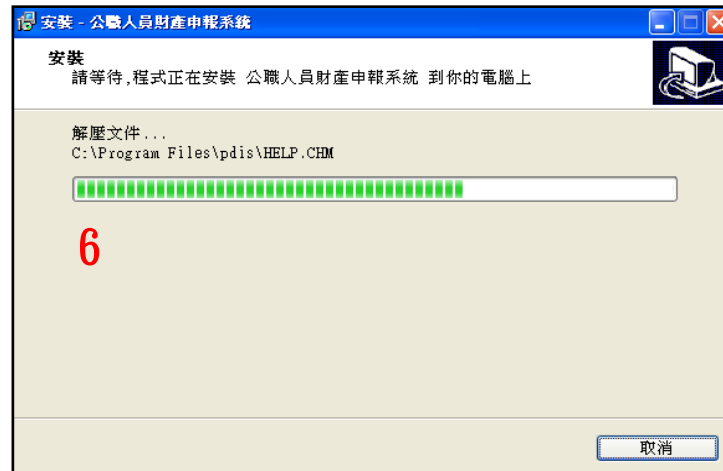 安裝 - 公職人員財產申報系統
安裝
請等待,程式正在安裝 公職人員財產申報系統 到你的電腦上
解壓文件...
C:\Program Files\pdis\HELP.CHM
6
取消